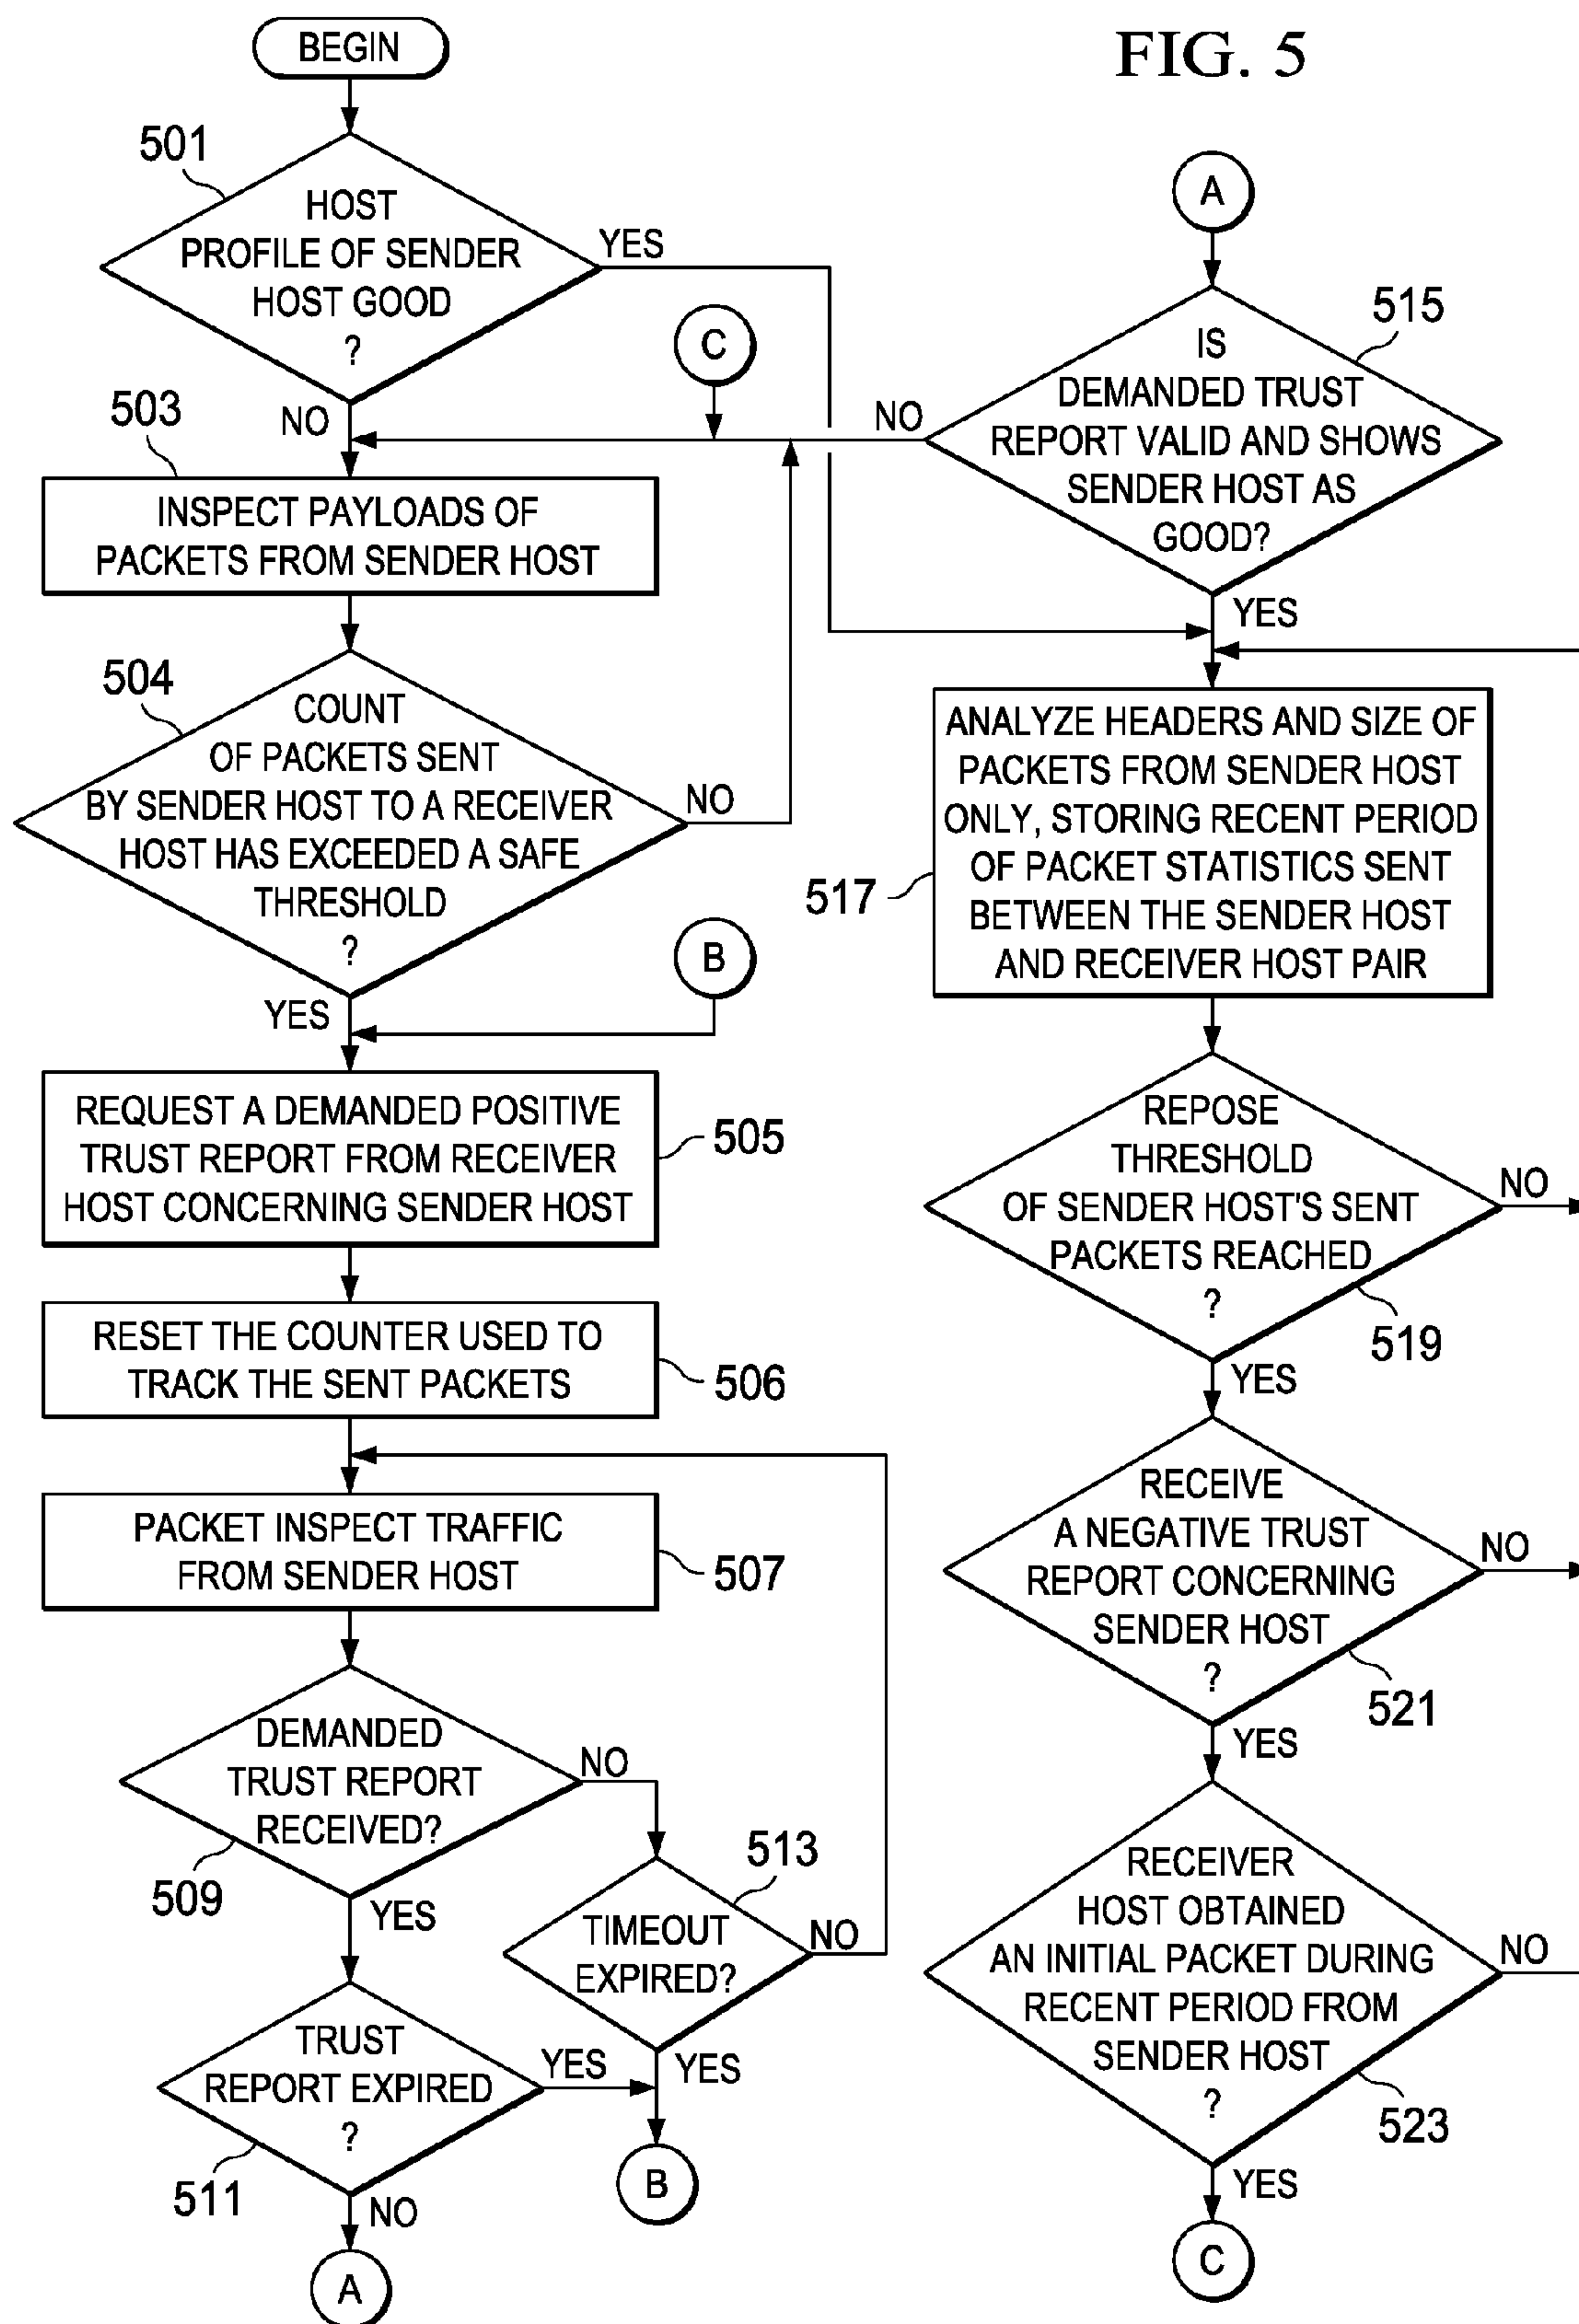 FIG. 5
BEGIN
501
HOST
PROFILE OF SENDER
HOST GOOD
?
YES
NO
C
503
INSPECT PAYLOADS OF
PACKETS FROM SENDER HOST
504
COUNT
OF PACKETS SENT
BY SENDER HOST TO A RECEIVER
HOST HAS EXCEEDED A SAFE
THRESHOLD
?
NO
YES
B
REQUEST A DEMANDED POSITIVE
TRUST REPORT FROM RECEIVER
HOST CONCERNING SENDER HOST
505
RESET THE COUNTER USED TO
TRACK THE SENT PACKETS
506
PACKET INSPECT TRAFFIC
FROM SENDER HOST
507
DEMANDED
TRUST REPORT
RECEIVED?
509
NO
YES
513
TIMEOUT
EXPIRED?
NO
YES
TRUST
REPORT EXPIRED
?
511
YES
NO
B
A
A
515
IS
DEMANDED TRUST
REPORT VALID AND SHOWS
SENDER HOST AS
GOOD?
NO
YES
ANALYZE HEADERS AND SIZE OF
PACKETS FROM SENDER HOST
ONLY, STORING RECENT PERIOD
OF PACKET STATISTICS SENT
BETWEEN THE SENDER HOST
AND RECEIVER HOST PAIR
517
REPOSE
THRESHOLD
OF SENDER HOST'S SENT
PACKETS REACHED
?
NO
519
YES
RECEIVE
A NEGATIVE TRUST
REPORT CONCERNING
SENDER HOST
?
NO
521
YES
RECEIVER
HOST OBTAINED
AN INITIAL PACKET DURING
RECENT PERIOD FROM
SENDER HOST
?
NO
523
YES
C